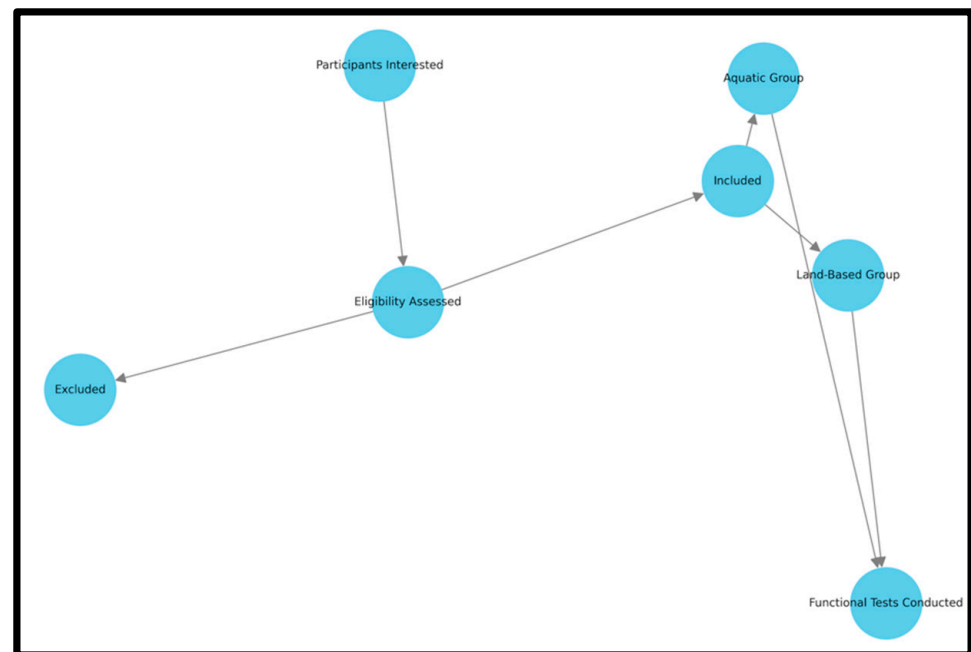 Participants Interested
Aquatic Group
Included
Land-Based Group
Eligibility Assessed
Excluded
Functional Tests Conducted